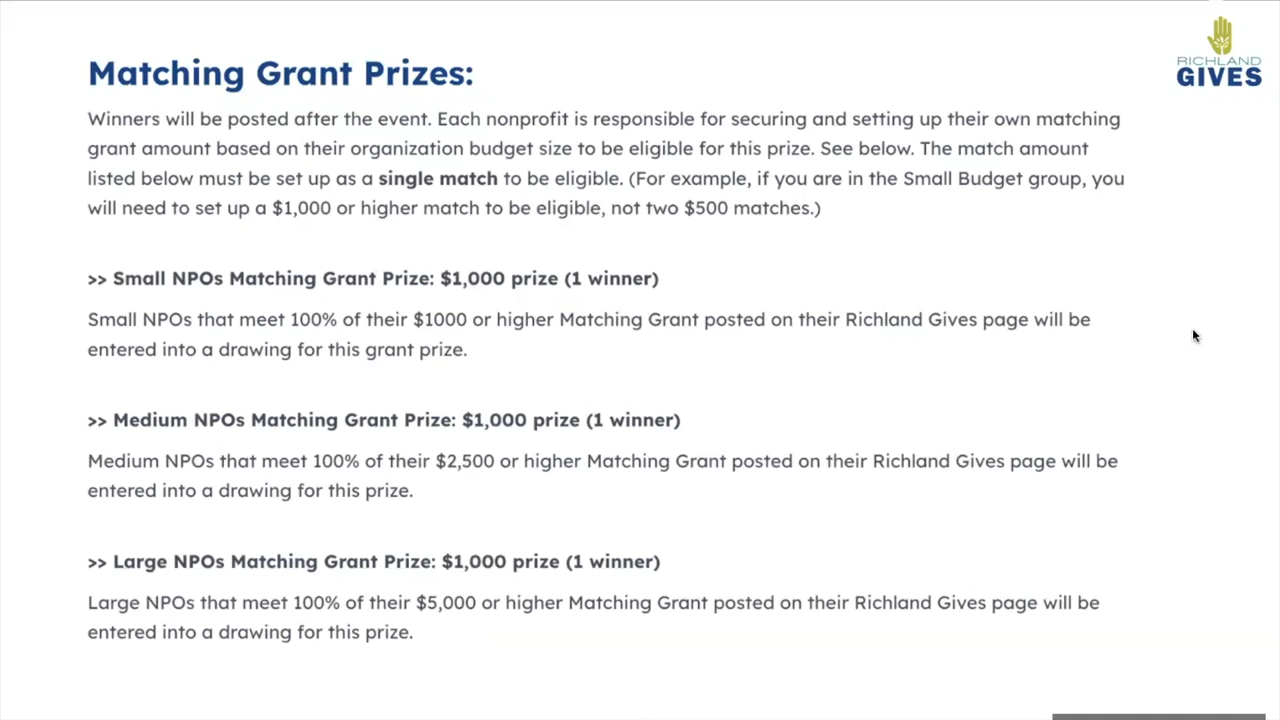 RICHLAND
GIVES
Matching Grant Prizes:
Winners will be posted after the event. Each nonprofit is responsible for securing and setting up their own matching
grant amount based on their organization budget size to be eligible for this prize. See below. The match amount
listed below must be set up as a single match to be eligible. (For example, if you are in the Small Budget group, you
will need to set up a $1,000 or higher match to be eligible, not two $500 matches.)
>> Small NPOs Matching Grant Prize: $1,000 prize (1 winner)
Small NPOs that meet 100% of their $1000 or higher Matching Grant posted on their Richland Gives page will be
entered into a drawing for this grant prize.
>> Medium NPOs Matching Grant Prize: $1,000 prize (1 winner)
Medium NPOs that meet 100% of their $2,500 or higher Matching Grant posted on their Richland Gives page will be
entered into a drawing for this prize.
>> Large NPOs Matching Grant Prize: $1,000 prize (1 winner)
Large NPOs that meet 100% of their $5,000 or higher Matching Grant posted on their Richland Gives page will be
entered into a drawing for this prize.